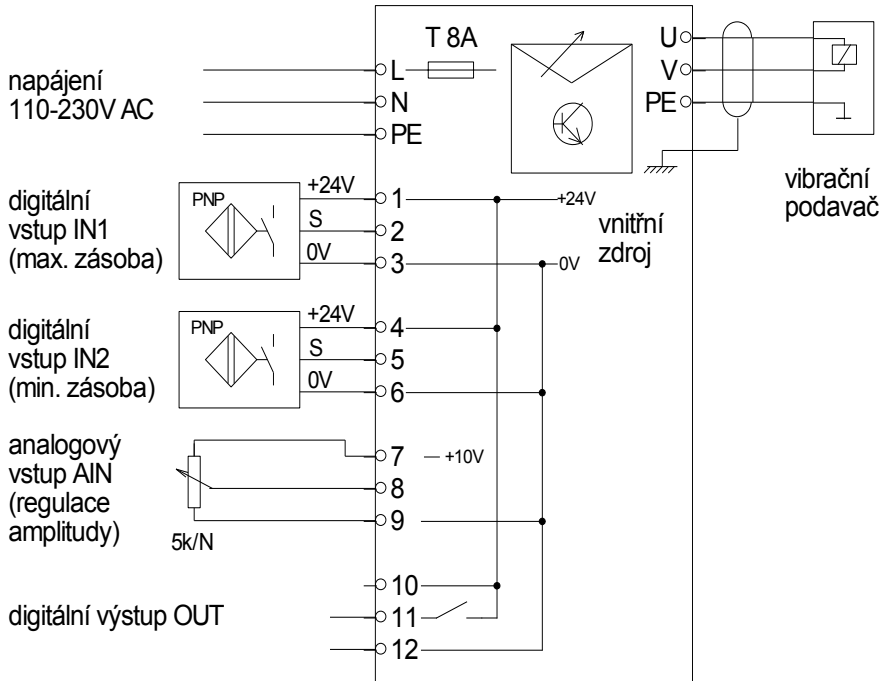 T 8A
U
V
PE
napájení
110-230V AC
L
N
PE
vibrační
podavač
digitální
vstup IN1
(max. zásoba)
PNP
+24V
S
0V
1
2
3
+24V
vnitřní
zdroj
0V
digitální
vstup IN2
(min. zásoba)
PNP
+24V
S
0V
4
5
6
analogový
vstup AIN
(regulace
amplitudy)
5k/N
7
+10V
8
9
digitální výstup OUT
10
11
12